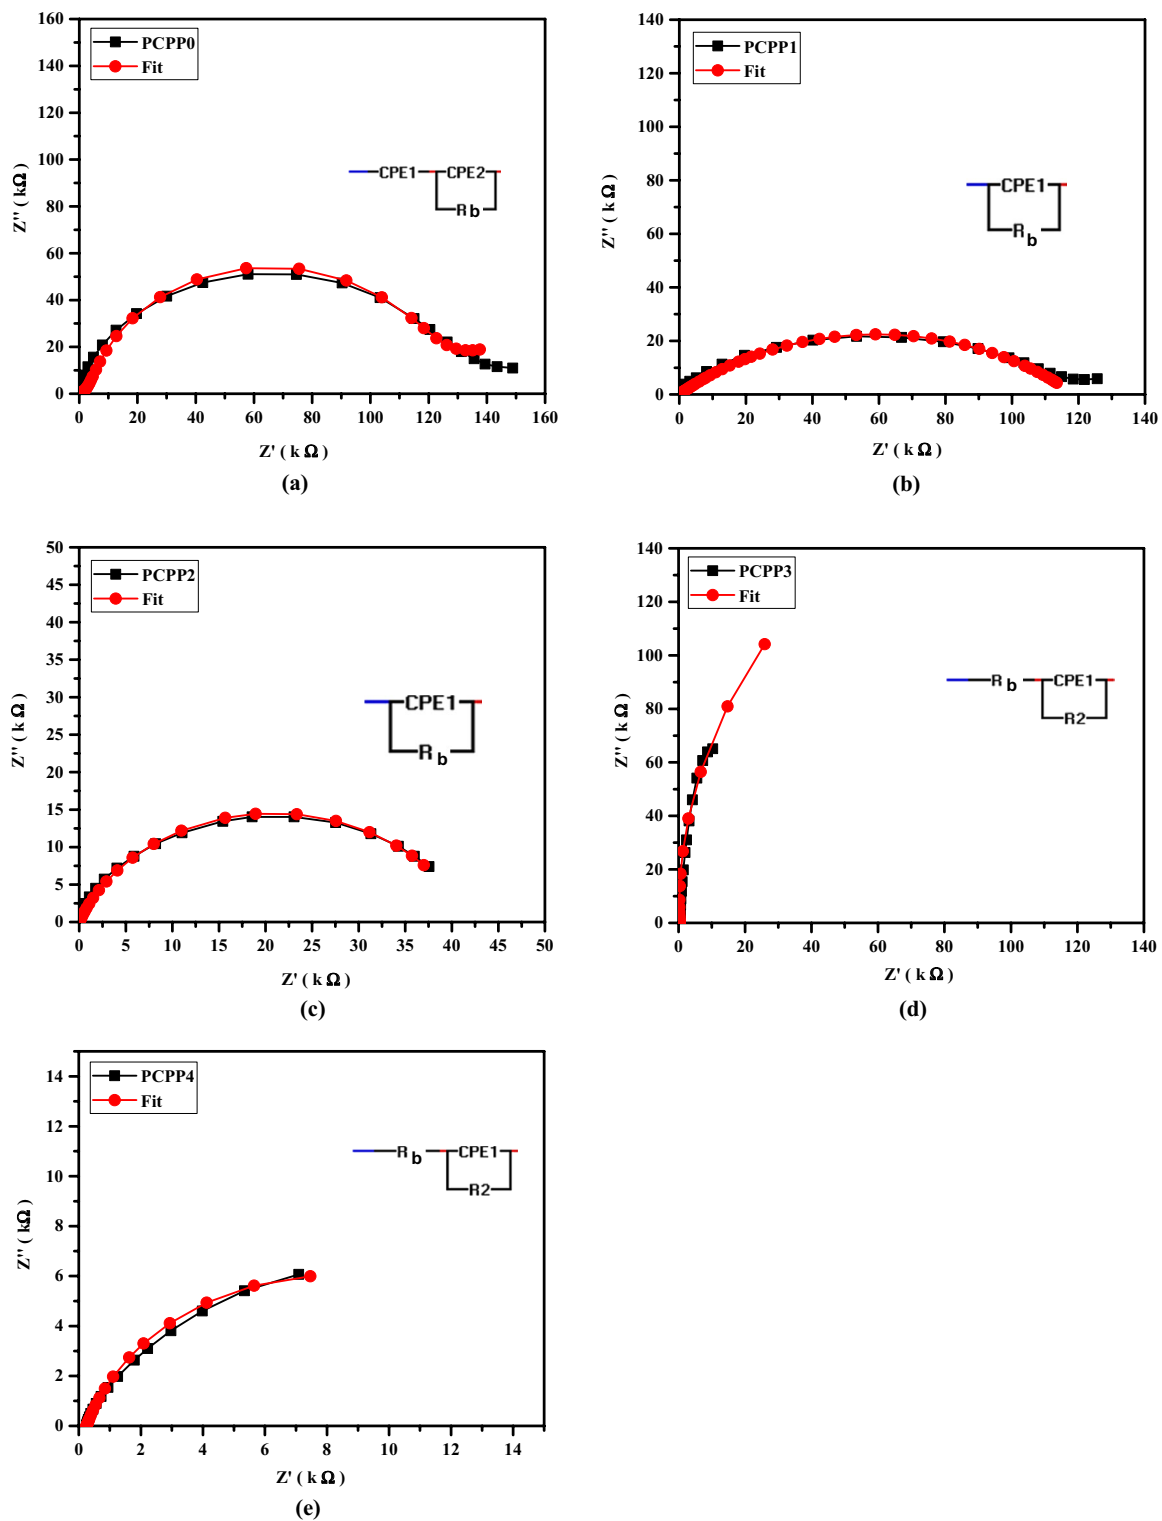 160
140
120
100
80
60
40
20
0
Z'' ( kΩ )
PCPP0
Fit
CPE1 CPE2
R b
0 20 40 60 80 100 120 140 160
Z' ( k Ω )
(a)
140
120
100
80
60
40
20
0
Z'' ( kΩ )
PCPP1
Fit
CPE1
R b
0 20 40 60 80 100 120 140
Z' ( k Ω )
(b)
50
45
40
35
30
25
20
15
10
5
0
Z'' ( kΩ )
PCPP2
Fit
CPE1
R b
0 5 10 15 20 25 30 35 40 45 50
Z' ( k Ω )
(c)
140
120
100
80
60
40
20
0
Z'' ( kΩ )
PCPP3
Fit
R b CPE1
R2
0 20 40 60 80 100 120 140
Z' ( k Ω )
(d)
14
12
10
8
6
4
2
0
Z'' ( kΩ )
PCPP4
Fit
R b CPE1
R2
0 2 4 6 8 10 12 14
Z' ( k Ω )
(e)